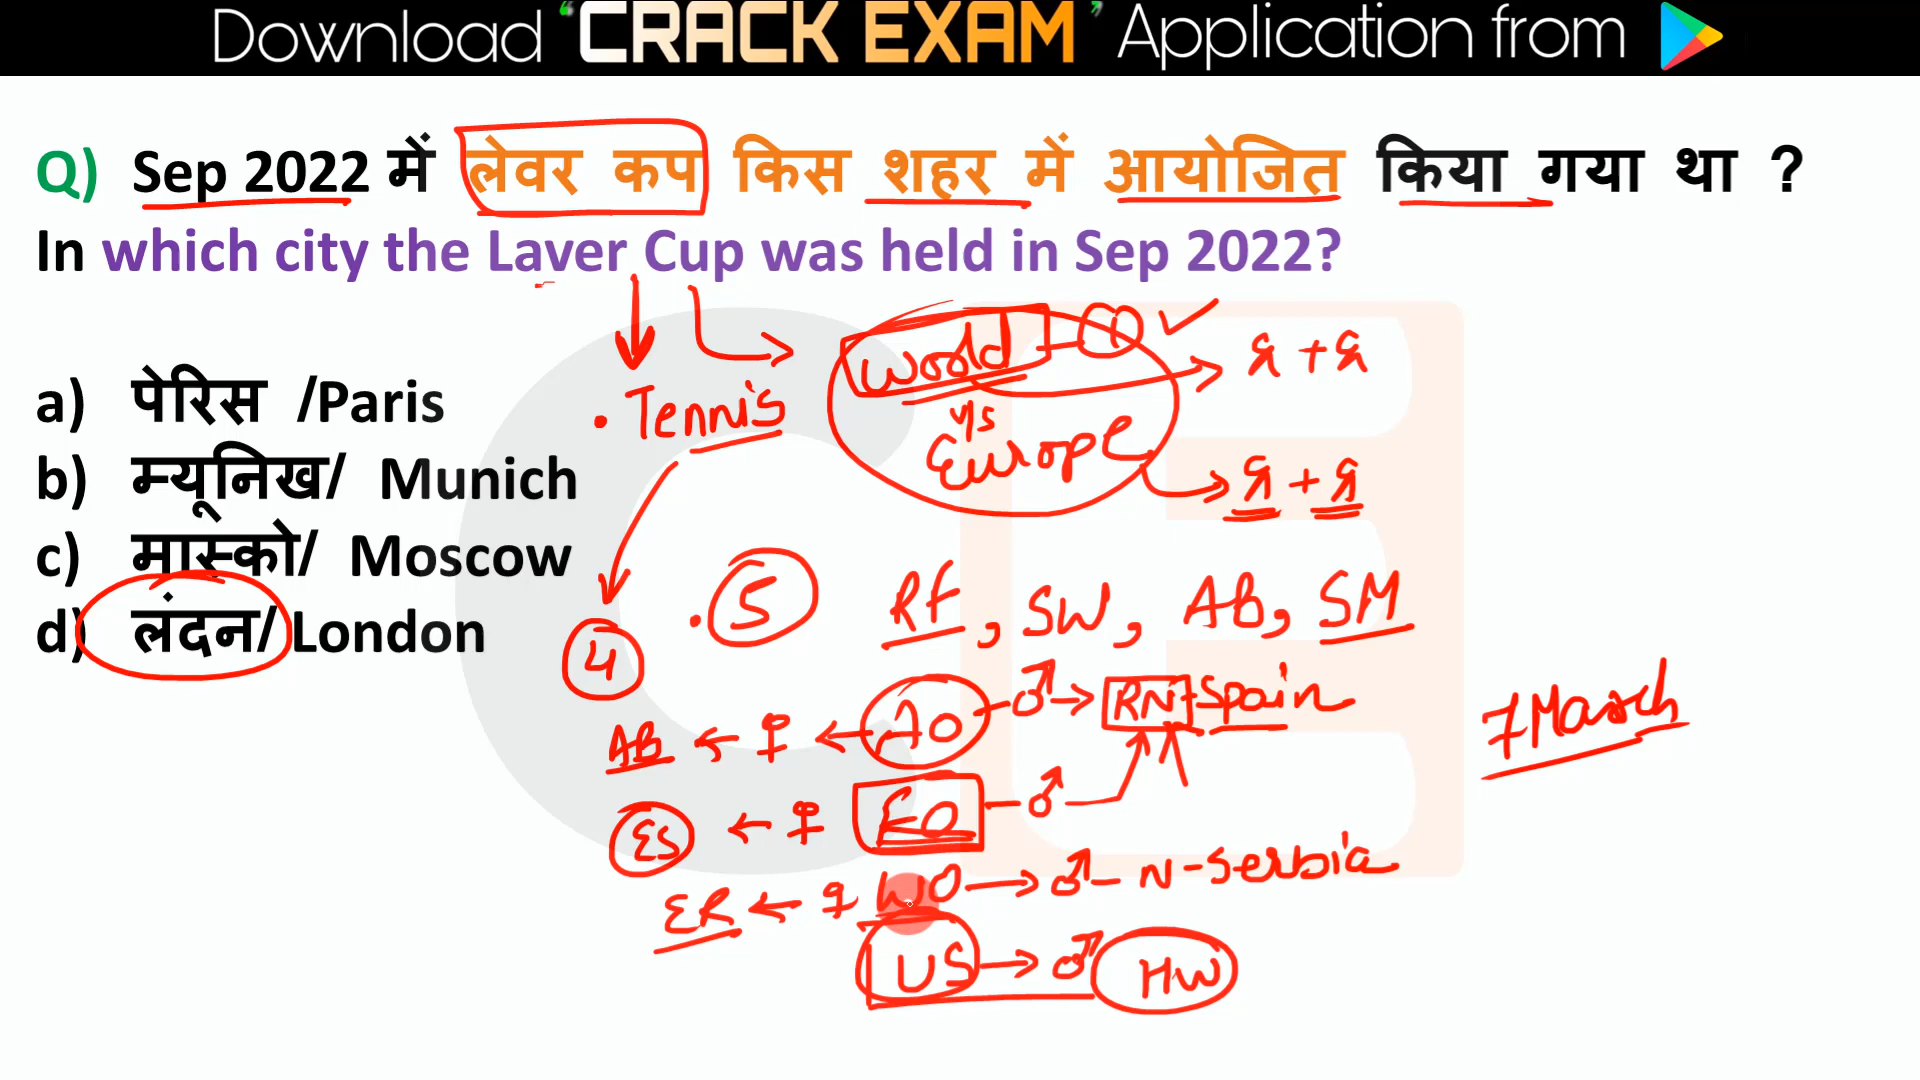 Download "CRACK EXAM" Application from
Q) Sep 2022 में लेवर कप किस शहर में आयोजित किया गया था ?
In which city the Laver Cup was held in Sep 2022?
a) पेरिस /Paris
b) म्यूनिख/ Munich
c) मास्को/ Moscow
d) लंदन/ London
World - 1
vs
Europe
Tennis
4
5
RF, SW, AB, SM
AB ← ♀ ← AO - ♂ → RN - Spain
7 March
ES ← ♀ FO - ♂
ER ← ♀ WO → ♂ - N - Serbia
US → ♂ HW